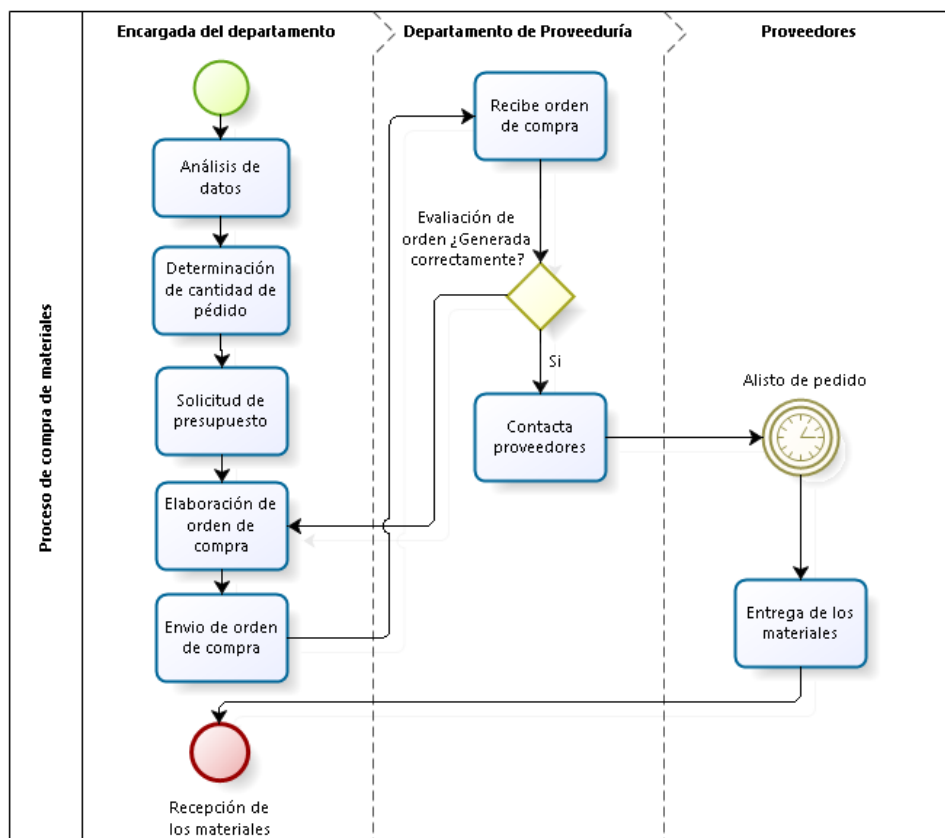 Proceso de compra de materiales
Encargada del departamento
Departamento de Proveeduría
Proveedores
Análisis de
datos
Determinación
de cantidad de
pédido
Solicitud de
presupuesto
Elaboración de
orden de
compra
Envio de orden
de compra
Recibe orden
de compra
Evaliación de
orden ¿Generada
correctamente?
Si
Contacta
proveedores
Alisto de pedido
Entrega de los
materiales
Recepción de
los materiales